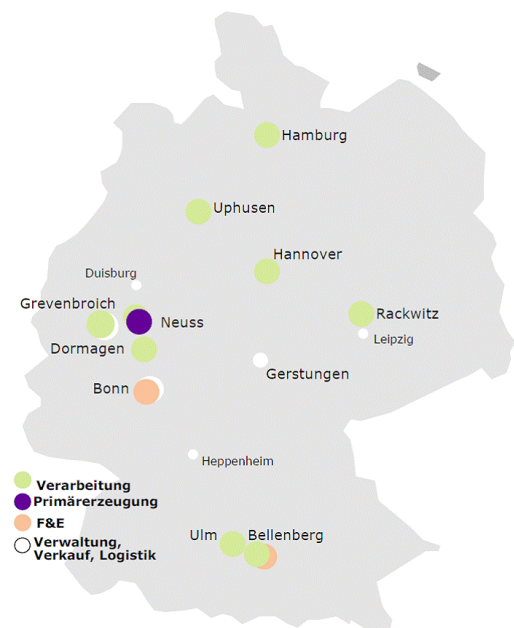 Hamburg
Uphusen
Hannover
Duisburg
Grevenbroich
Neuss
Rackwitz
Leipzig
Dormagen
Gerstungen
Bonn
Heppenheim
Verarbeitung
Primärerzeugung
F&E
Verwaltung,
Verkauf, Logistik
Ulm
Bellenberg